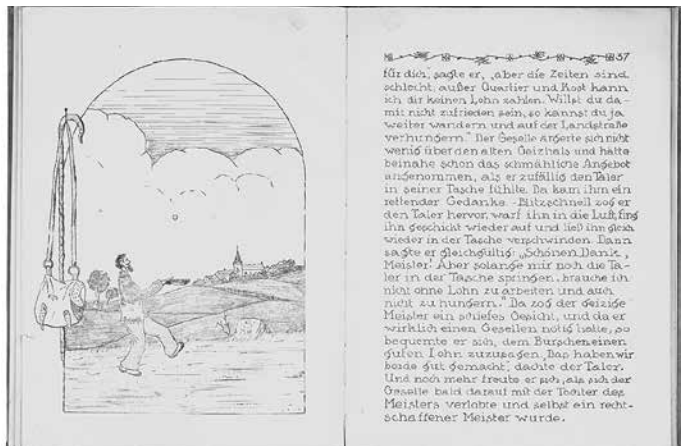 37
für dich, sagte er, „aber die Zeiten sind
schlecht, außer Quartier und Kost kann
ich dir keinen Lohn zahlen. Willst du da-
mit nicht zufrieden sein, so kannst du ja
weiter wandern und auf der Landstraße
verhungern.“ Der Geselle ärgerte sich nicht
wenig über den alten Geizhals und hätte
beinahe schon das schmähliche Angebot
angenommen, als er zufällig den Taler
in seiner Tasche fühlte. Da kam ihm ein
rettender Gedanke. - Blitzschnell zog er
den Taler hervor, warf ihn in die Luft, fing
ihn geschickt wieder auf und ließ ihn gleich
wieder in der Tasche verschwinden. Dann
sagte er gleichgültig: „Schönen Dank,
Meister! Aber solange mir noch die Ta-
ler in der Tasche springen, brauche ich
nicht ohne Lohn zu arbeiten und auch
nicht zu hungern.“ Da zog der geizige
Meister ein schiefes Gesicht, und da er
wirklich einen Gesellen nötig hatte, so
bequemte er sich, dem Burschen einen
guten Lohn zuzusagen. „Das haben wir
beide gut gemacht,“ dachte der Taler.
Und noch mehr freute er sich, als sich der
Geselle bald darauf mit der Tochter des
Meisters verlobte und selbst ein recht-
schaffener Meister wurde.